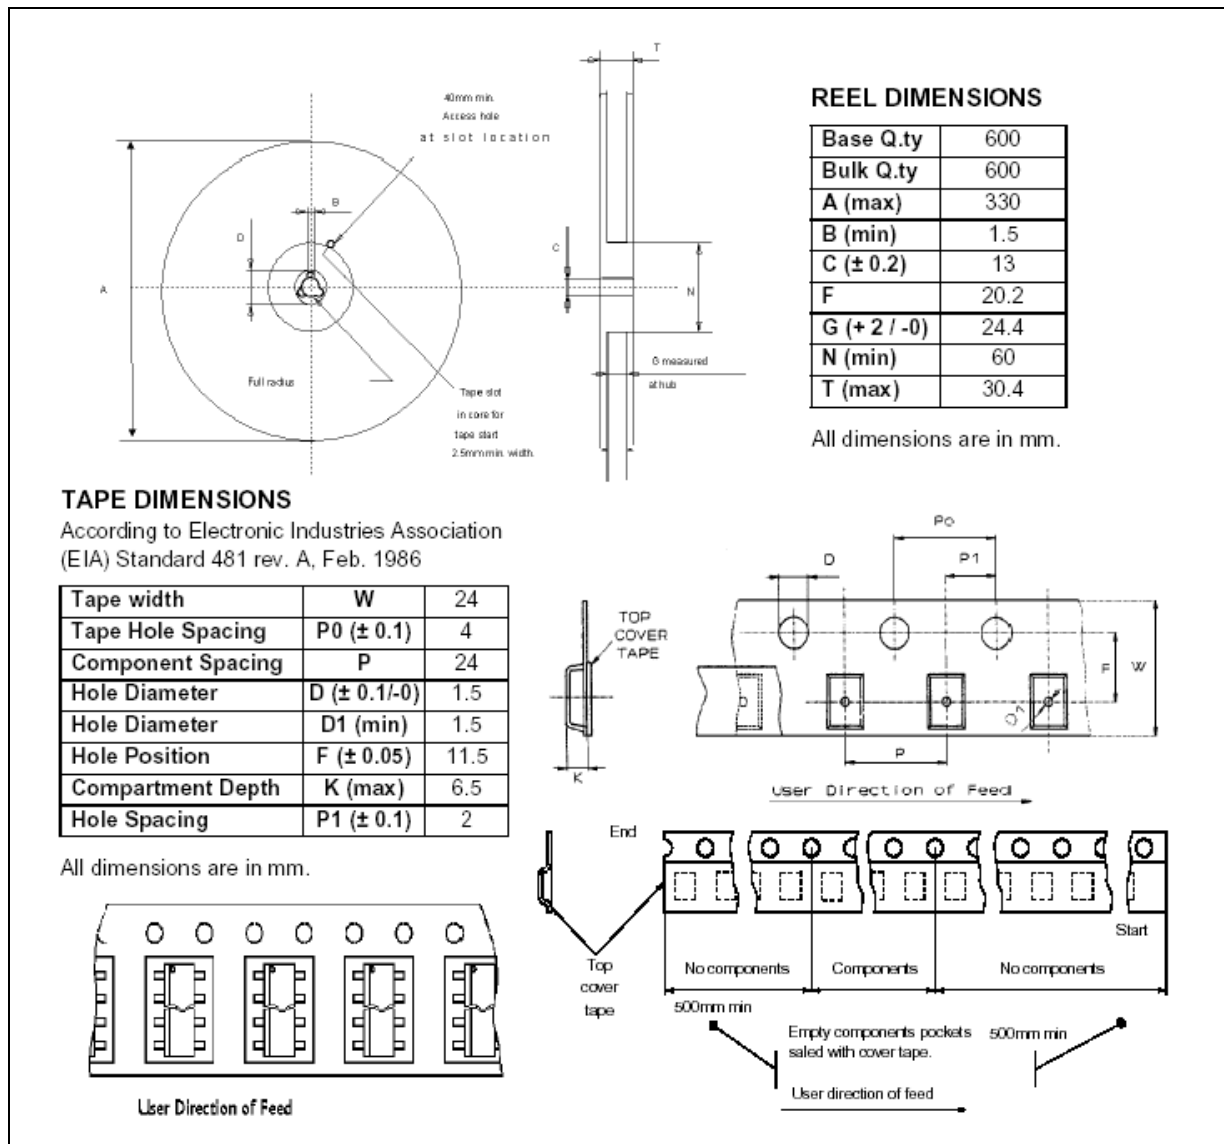 T
40mm min.
Access hole
at slot location
B
D
A
C
N
Full radius
Tape slot
in core for
tape start
2.5mm min. width.
G measured
at hub
REEL DIMENSIONS
Base Q.ty 600
Bulk Q.ty 600
A (max) 330
B (min) 1.5
C (± 0.2) 13
F 20.2
G (+ 2 / -0) 24.4
N (min) 60
T (max) 30.4
All dimensions are in mm.
TAPE DIMENSIONS
According to Electronic Industries Association
(EIA) Standard 481 rev. A, Feb. 1986
Tape width W 24
Tape Hole Spacing P0 (± 0.1) 4
Component Spacing P 24
Hole Diameter D (± 0.1/-0) 1.5
Hole Diameter D1 (min) 1.5
Hole Position F (± 0.05) 11.5
Compartment Depth K (max) 6.5
Hole Spacing P1 (± 0.1) 2
All dimensions are in mm.
TOP
COVER
TAPE
K
P0
P1
D
F
W
P
User Direction of Feed
End
Start
Top
cover
tape
No components
Components
No components
500mm min
500mm min
Empty components pockets
saled with cover tape.
User direction of feed
User Direction of Feed